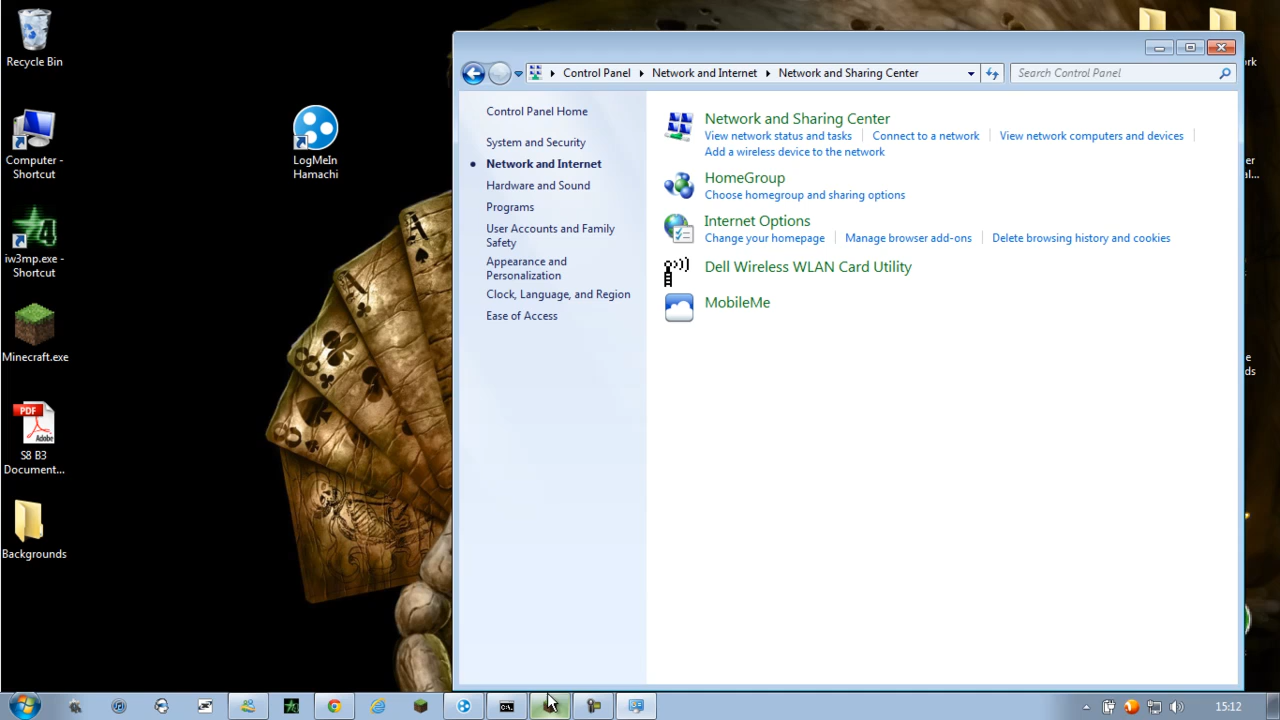 Recycle Bin
Computer -
Shortcut
iw3mp.exe -
Shortcut
Minecraft.exe
PDF
Adobe
S8 B3
Document...
Backgrounds
LogMeIn
Hamachi
Control Panel
Network and Internet
Network and Sharing Center
Search Control Panel
Control Panel Home
System and Security
Network and Internet
Hardware and Sound
Programs
User Accounts and Family
Safety
Appearance and
Personalization
Clock, Language, and Region
Ease of Access
Network and Sharing Center
View network status and tasks
Connect to a network
View network computers and devices
Add a wireless device to the network
HomeGroup
Choose homegroup and sharing options
Internet Options
Change your homepage
Manage browser add-ons
Delete browsing history and cookies
Dell Wireless WLAN Card Utility
MobileMe
15:12